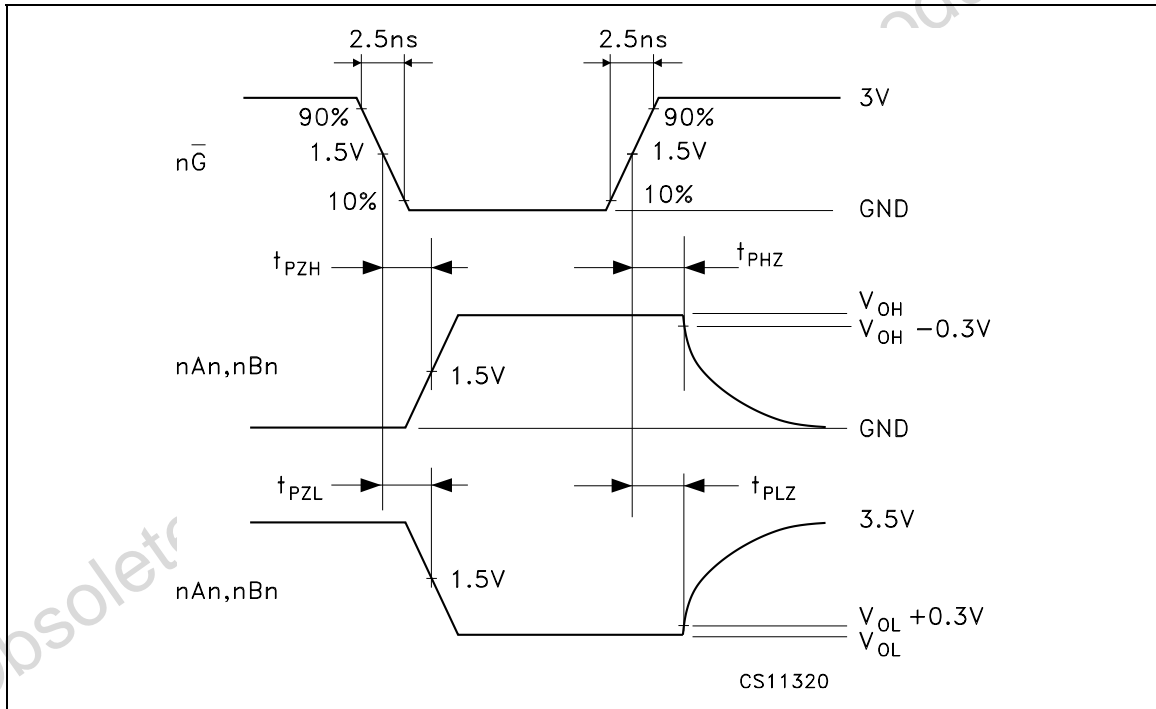 2.5ns 2.5ns
3V
90% 90%
nG̅ 1.5V 1.5V
10% 10%
GND
tPZH tPHZ
VOH
VOH −0.3V
nAn,nBn 1.5V
GND
tPZL tPLZ
3.5V
1.5V
nAn,nBn
VOL +0.3V
VOL
CS11320